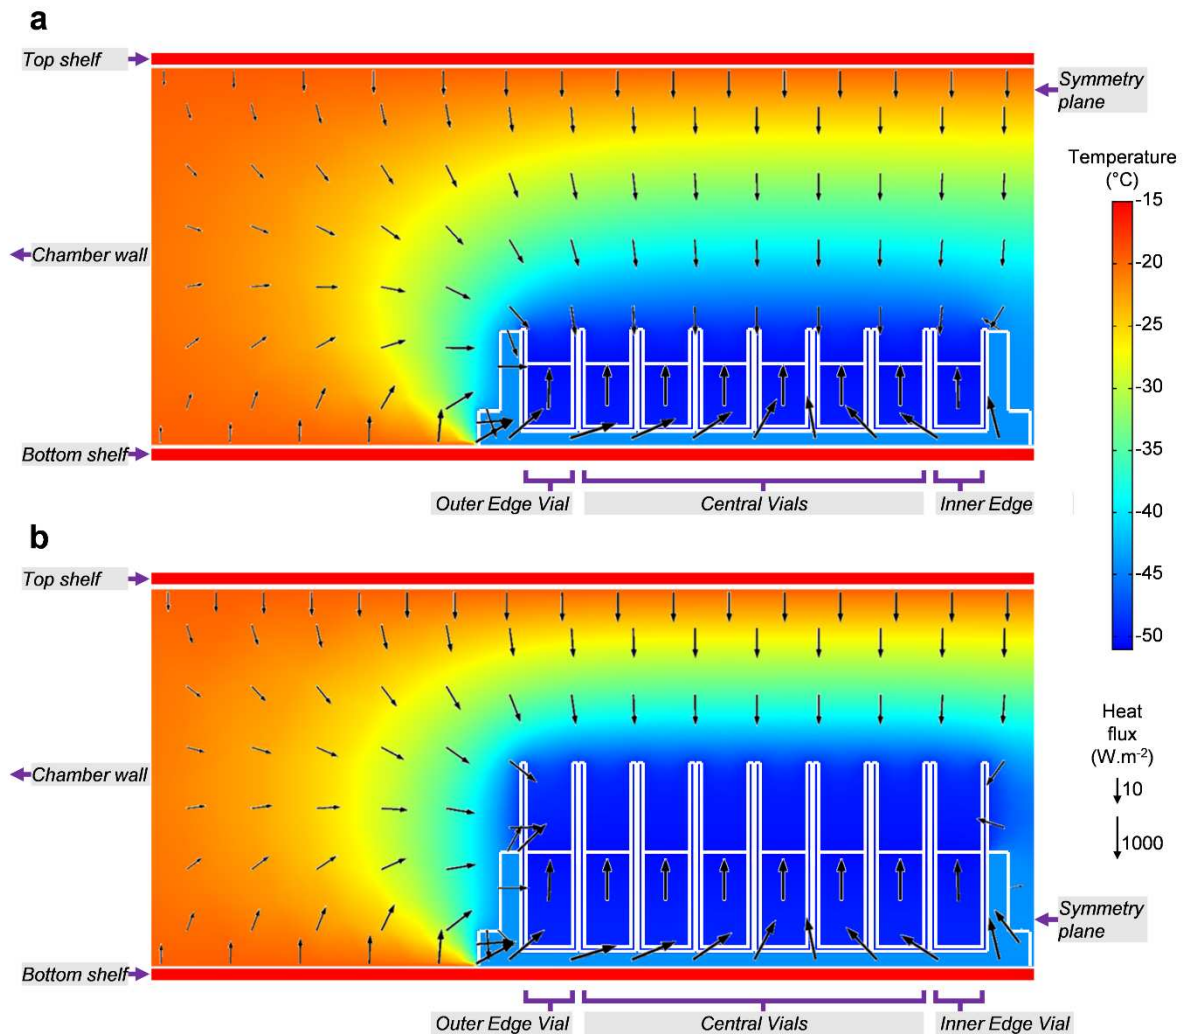 a
Top shelf
Symmetry
plane
Chamber wall
Bottom shelf
Outer Edge Vial
Central Vials
Inner Edge
Temperature
(°C)
-15
-20
-25
-30
-35
-40
-45
-50
b
Top shelf
Chamber wall
Bottom shelf
Outer Edge Vial
Central Vials
Inner Edge Vial
Heat
flux
(W.m-2)
10
1000
Symmetry
plane